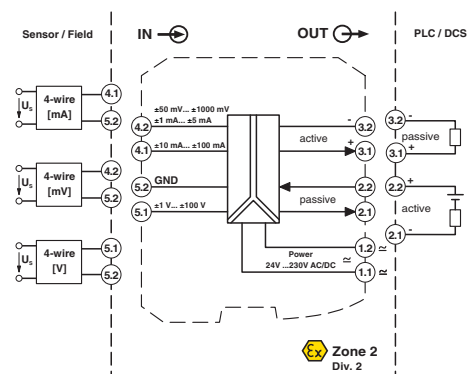 Sensor / Field
IN
OUT
PLC / DCS
Us
4-wire
[mA]
4.1
5.2
Us
4-wire
[mV]
4.2
5.2
Us
4-wire
[V]
5.1
5.2
±50 mV... ±1000 mV
4.2
±1 mA... ±5 mA
4.1
±10 mA... ±100 mA
5.2
GND
5.1
±1 V... ±100 V
active
-
3.2
+
3.1
passive
2.2
2.1
Power
24V ...230V AC/DC
1.2
≃
≃
1.1
≃
3.2
-
passive
3.1
+
2.2
+
active
2.1
-
Ex
Zone 2
Div. 2